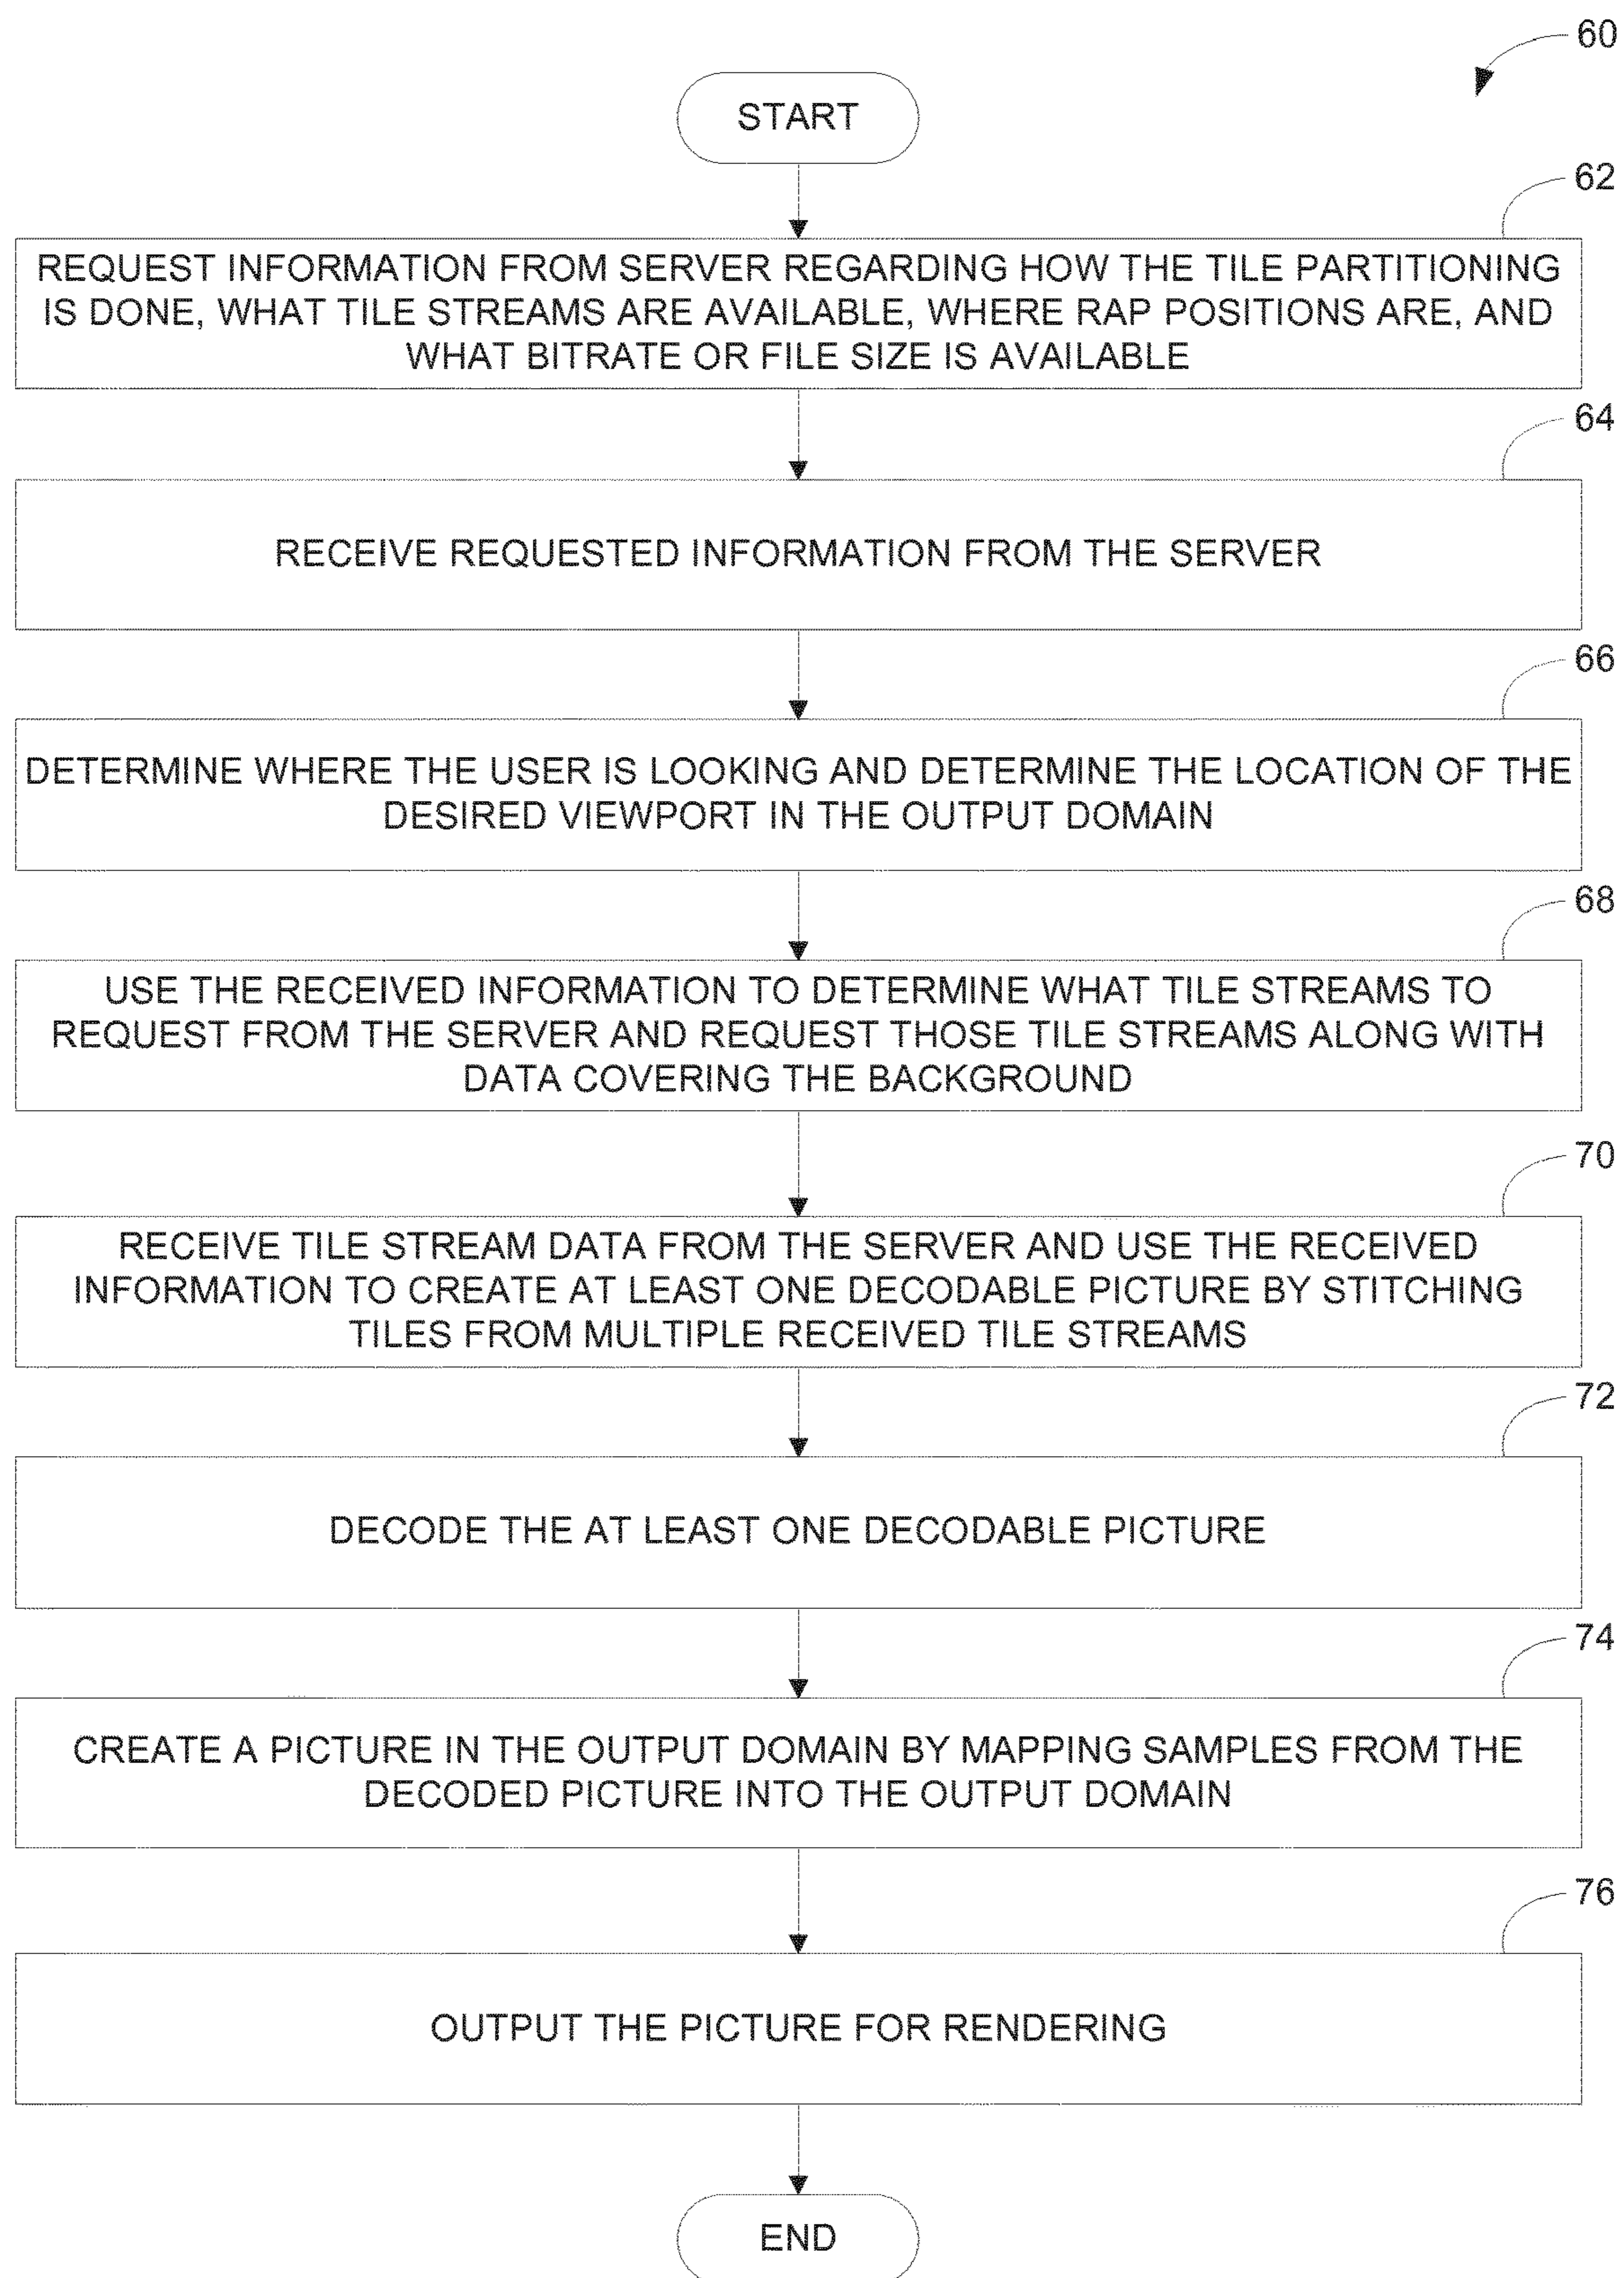 60
START
62
REQUEST INFORMATION FROM SERVER REGARDING HOW THE TILE PARTITIONING
IS DONE, WHAT TILE STREAMS ARE AVAILABLE, WHERE RAP POSITIONS ARE, AND
WHAT BITRATE OR FILE SIZE IS AVAILABLE
64
RECEIVE REQUESTED INFORMATION FROM THE SERVER
66
DETERMINE WHERE THE USER IS LOOKING AND DETERMINE THE LOCATION OF THE
DESIRED VIEWPORT IN THE OUTPUT DOMAIN
68
USE THE RECEIVED INFORMATION TO DETERMINE WHAT TILE STREAMS TO
REQUEST FROM THE SERVER AND REQUEST THOSE TILE STREAMS ALONG WITH
DATA COVERING THE BACKGROUND
70
RECEIVE TILE STREAM DATA FROM THE SERVER AND USE THE RECEIVED
INFORMATION TO CREATE AT LEAST ONE DECODABLE PICTURE BY STITCHING
TILES FROM MULTIPLE RECEIVED TILE STREAMS
72
DECODE THE AT LEAST ONE DECODABLE PICTURE
74
CREATE A PICTURE IN THE OUTPUT DOMAIN BY MAPPING SAMPLES FROM THE
DECODED PICTURE INTO THE OUTPUT DOMAIN
76
OUTPUT THE PICTURE FOR RENDERING
END